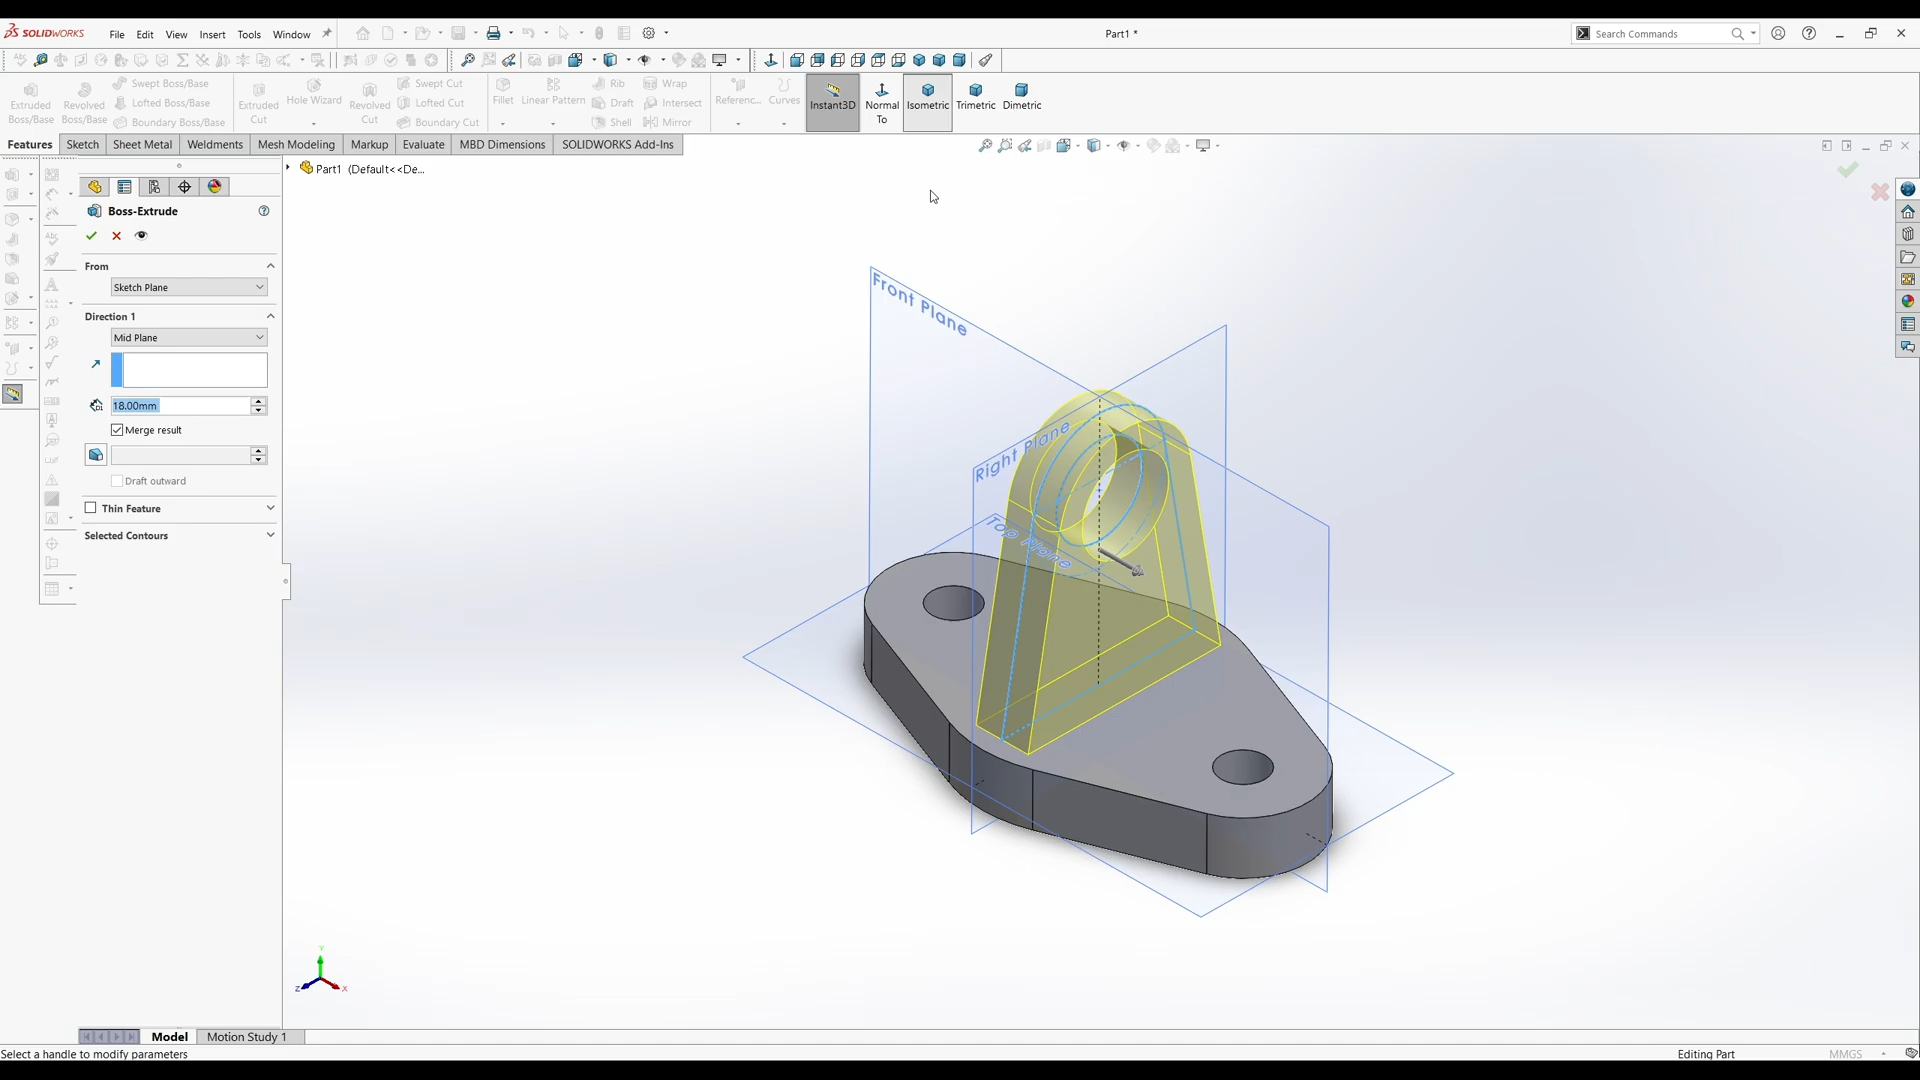 SOLIDWORKS File Edit View Insert Tools Window Part1 * Search Commands
Extruded Boss/Base
Revolved Boss/Base
Swept Boss/Base
Lofted Boss/Base
Boundary Boss/Base
Extruded Cut
Hole Wizard
Revolved Cut
Swept Cut
Lofted Cut
Boundary Cut
Fillet
Linear Pattern
Rib
Draft
Shell
Wrap
Intersect
Mirror
Referenc...
Curves
Instant3D
Normal To
Isometric
Trimetric
Dimetric
Features Sketch Sheet Metal Weldments Mesh Modeling Markup Evaluate MBD Dimensions SOLIDWORKS Add-Ins
Part1 (Default<<De...
Boss-Extrude
From
Sketch Plane
Direction 1
Mid Plane
18.00mm
Merge result
Draft outward
Thin Feature
Selected Contours
Front Plane
Right Plane
Top Plane
Y
Z
X
Model Motion Study 1
Select a handle to modify parameters Editing Part MMGS